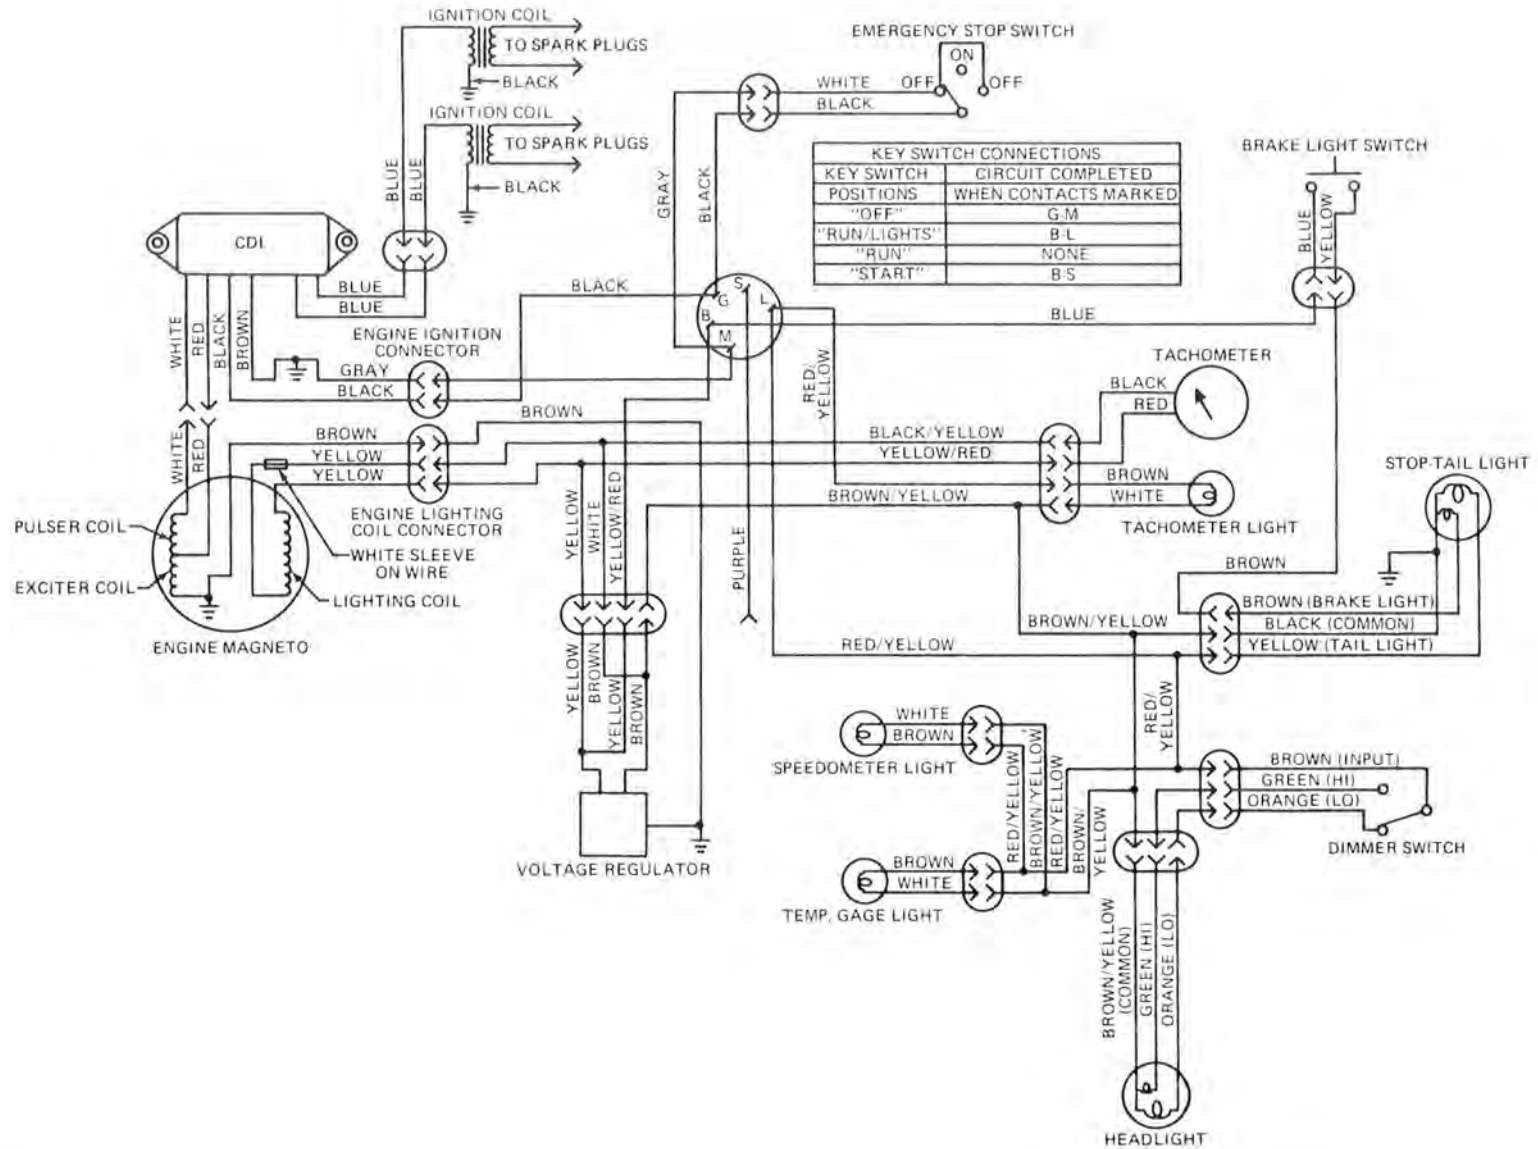 IGNITION COIL
TO SPARK PLUGS
BLACK
IGNITION COIL
TO SPARK PLUGS
BLACK
BLUE
BLUE
EMERGENCY STOP SWITCH
ON
OFF
OFF
WHITE
BLACK
GRAY
BLACK
KEY SWITCH CONNECTIONS
KEY SWITCH CIRCUIT COMPLETED
POSITIONS WHEN CONTACTS MARKED
"OFF" G-M
"RUN/LIGHTS" B-L
"RUN" NONE
"START" B-S
BRAKE LIGHT SWITCH
BLUE
YELLOW
CDI
BLUE
BLUE
BLACK
S
G
L
B
M
BLUE
WHITE
RED
BLACK
BROWN
ENGINE IGNITION
CONNECTOR
GRAY
BLACK
RED/
YELLOW
TACHOMETER
BLACK
RED
BROWN
WHITE
RED
BROWN
YELLOW
YELLOW
BLACK/YELLOW
YELLOW/RED
BROWN
WHITE
TACHOMETER LIGHT
BROWN/YELLOW
STOP-TAIL LIGHT
ENGINE LIGHTING
COIL CONNECTOR
WHITE SLEEVE
ON WIRE
PULSER COIL
EXCITER COIL
LIGHTING COIL
ENGINE MAGNETO
YELLOW
WHITE
YELLOW/RED
PURPLE
BROWN
BROWN (BRAKE LIGHT)
BLACK (COMMON)
YELLOW (TAIL LIGHT)
BROWN/YELLOW
RED/YELLOW
YELLOW
BROWN
YELLOW
BROWN
RED/
YELLOW
WHITE
BROWN
SPEEDOMETER LIGHT
RED/YELLOW
BROWN/YELLOW
RED/YELLOW
BROWN/
YELLOW
BROWN (INPUT)
GREEN (HI)
ORANGE (LO)
DIMMER SWITCH
VOLTAGE REGULATOR
BROWN
WHITE
TEMP. GAGE LIGHT
BROWN/YELLOW
(COMMON)
GREEN (HI)
ORANGE (LO)
HEADLIGHT